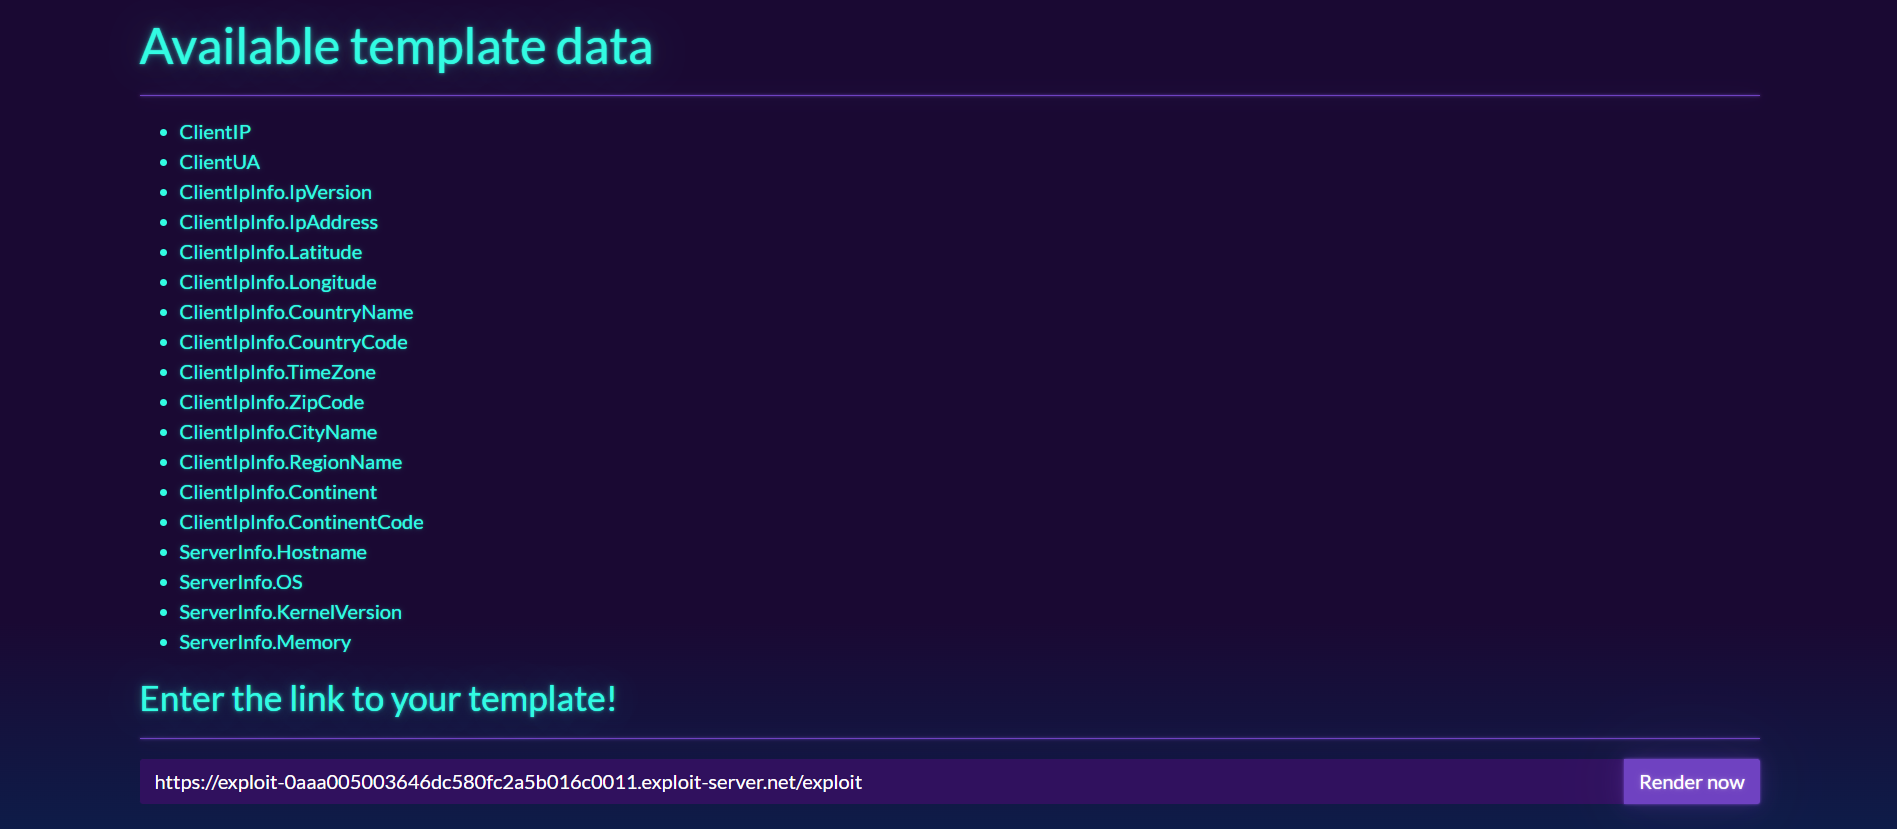 Available template data
ClientIP
ClientUA
ClientIpInfo.IpVersion
ClientIpInfo.IpAddress
ClientIpInfo.Latitude
ClientIpInfo.Longitude
ClientIpInfo.CountryName
ClientIpInfo.CountryCode
ClientIpInfo.TimeZone
ClientIpInfo.ZipCode
ClientIpInfo.CityName
ClientIpInfo.RegionName
ClientIpInfo.Continent
ClientIpInfo.ContinentCode
ServerInfo.Hostname
ServerInfo.OS
ServerInfo.KernelVersion
ServerInfo.Memory
Enter the link to your template!
https://exploit-0aaa005003646dc580fc2a5b016c0011.exploit-server.net/exploit Render now